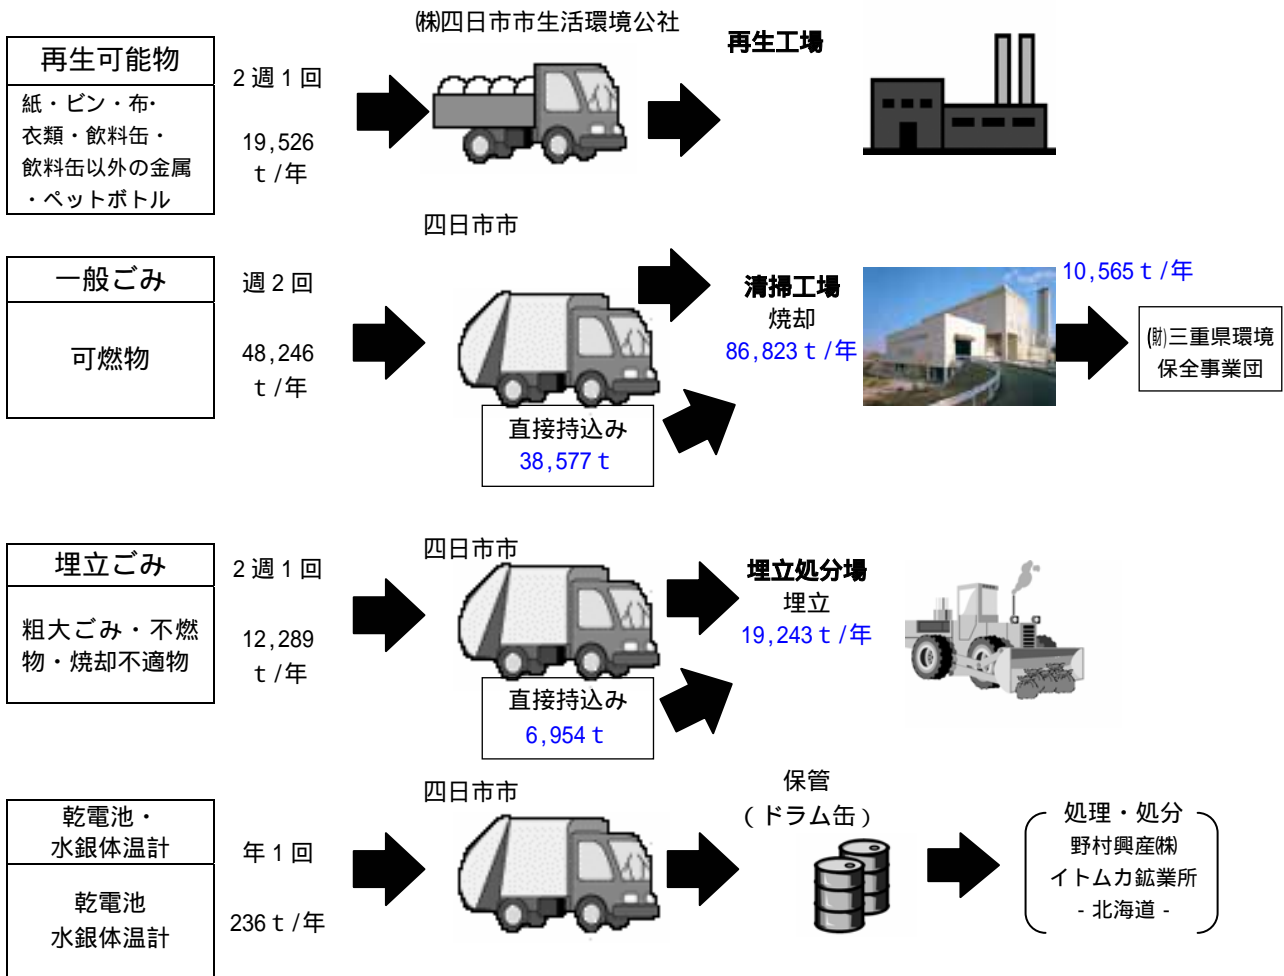 ㈱四日市市生活環境公社
再生工場
再生可能物
紙・ビン・布・
衣類・飲料缶・
飲料缶以外の金属
・ペットボトル
2週1回
19,526
t/年
四日市市
一般ごみ
可燃物
週2回
48,246
t/年
直接持込み
38,577t
清掃工場
焼却
86,823t/年
10,565t/年
㈶三重県環境
保全事業団
四日市市
埋立ごみ
粗大ごみ・不燃
物・焼却不適物
2週1回
12,289
t/年
直接持込み
6,954t
埋立処分場
埋立
19,243t/年
四日市市
乾電池・
水銀体温計
乾電池
水銀体温計
年1回
236t/年
保管
(ドラム缶)
処理・処分
野村興産㈱
イトムカ鉱業所
-北海道-